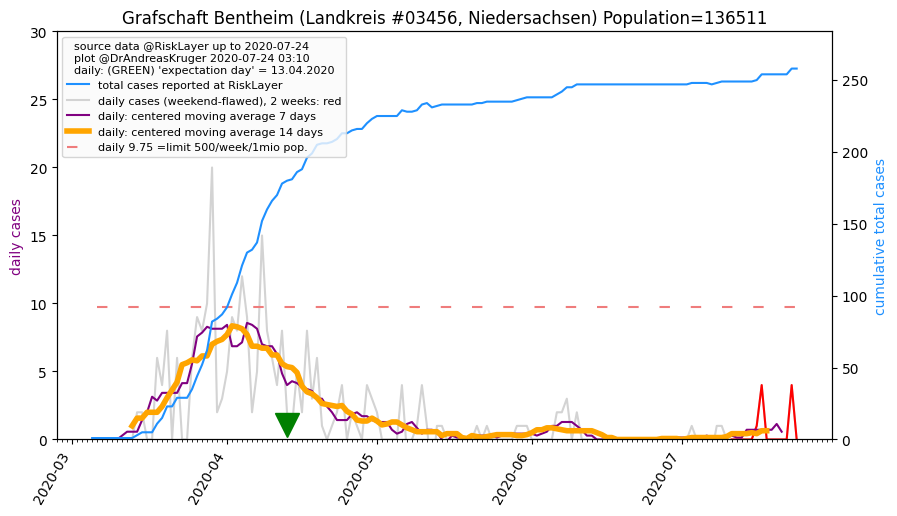 Grafschaft Bentheim (Landkreis #03456, Niedersachsen) Population=136511
source data @RiskLayer up to 2020-07-24
plot @DrAndreasKruger 2020-07-24 03:10
daily: (GREEN) 'expectation day' = 13.04.2020
total cases reported at RiskLayer
daily cases (weekend-flawed), 2 weeks: red
daily: centered moving average 7 days
daily: centered moving average 14 days
daily 9.75 =limit 500/week/1mio pop.
daily cases
30
25
20
15
10
5
0
cumulative total cases
250
200
150
100
50
0
2020-03
2020-04
2020-05
2020-06
2020-07